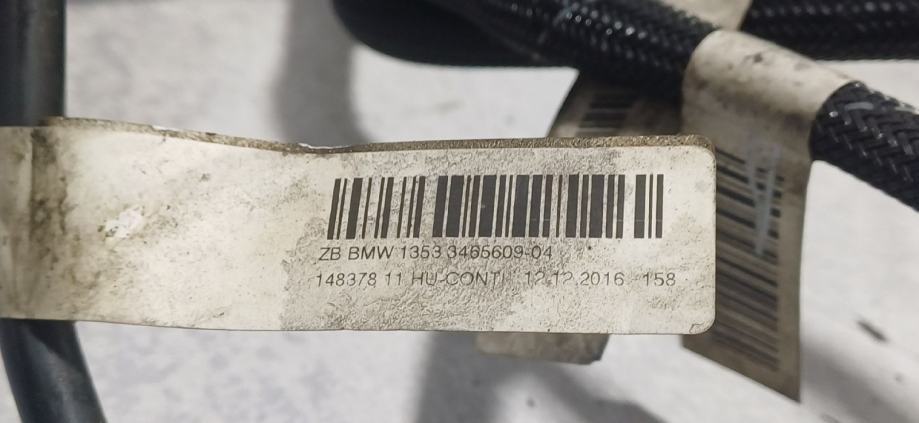 ZB BMW 1353 3465609-04
148378 11 HU-CONTI 12.12.2016 -158